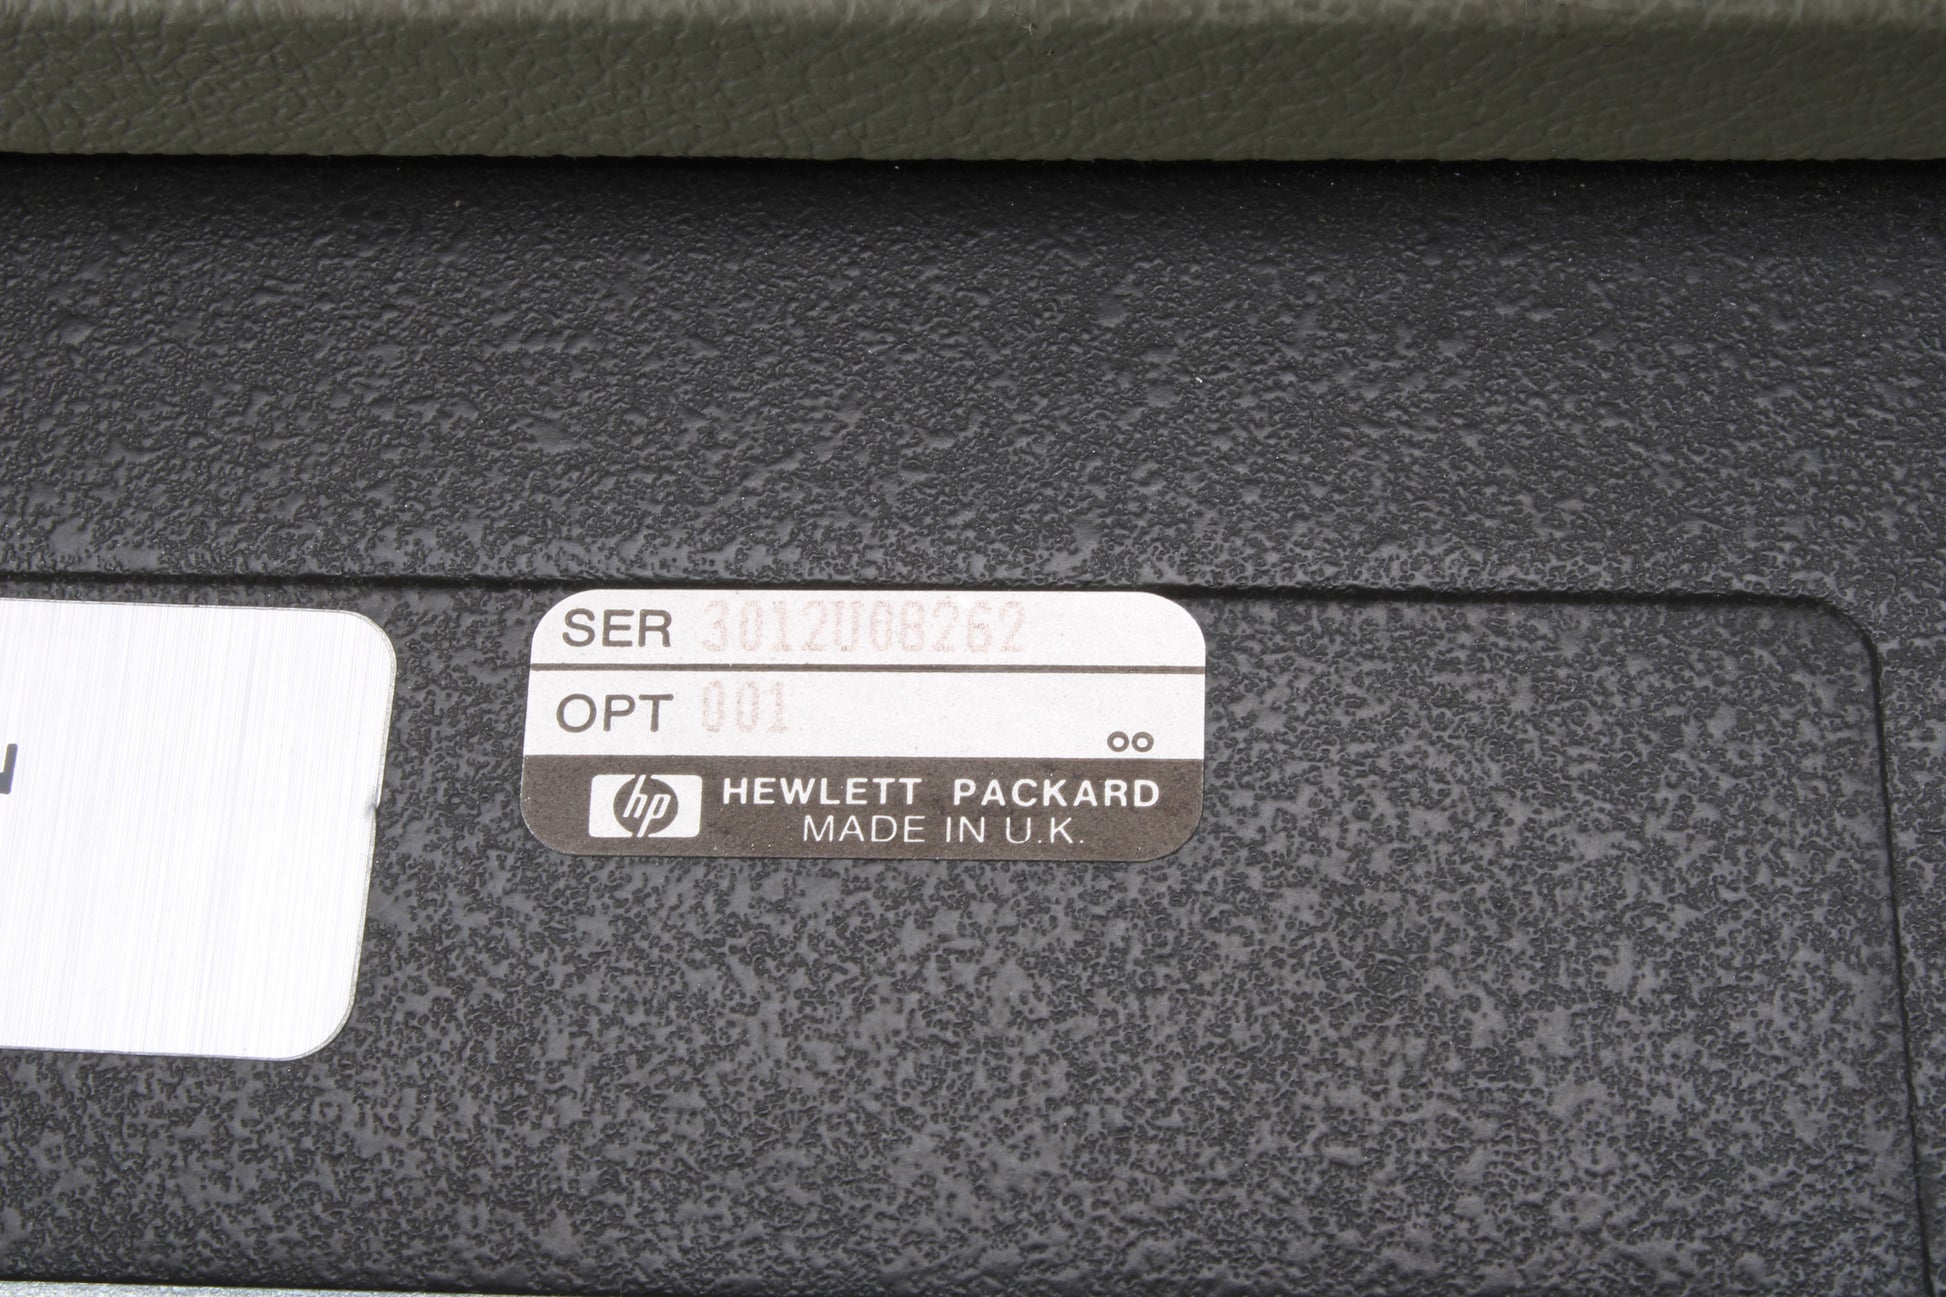 SER 3012U08262
OPT 001
oo
hp HEWLETT PACKARD
MADE IN U.K.